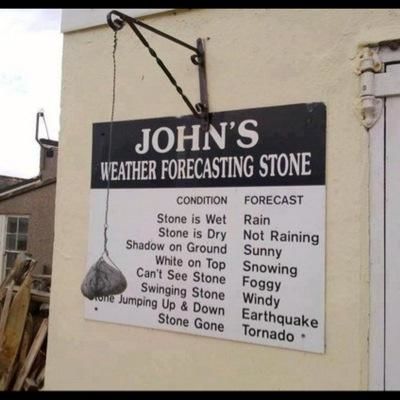 JOHN'S
WEATHER FORECASTING STONE
CONDITION FORECAST
Stone is Wet Rain
Stone is Dry Not Raining
Shadow on Ground Sunny
White on Top Snowing
Can't See Stone Foggy
Swinging Stone Windy
Stone Jumping Up & Down Earthquake
Stone Gone Tornado